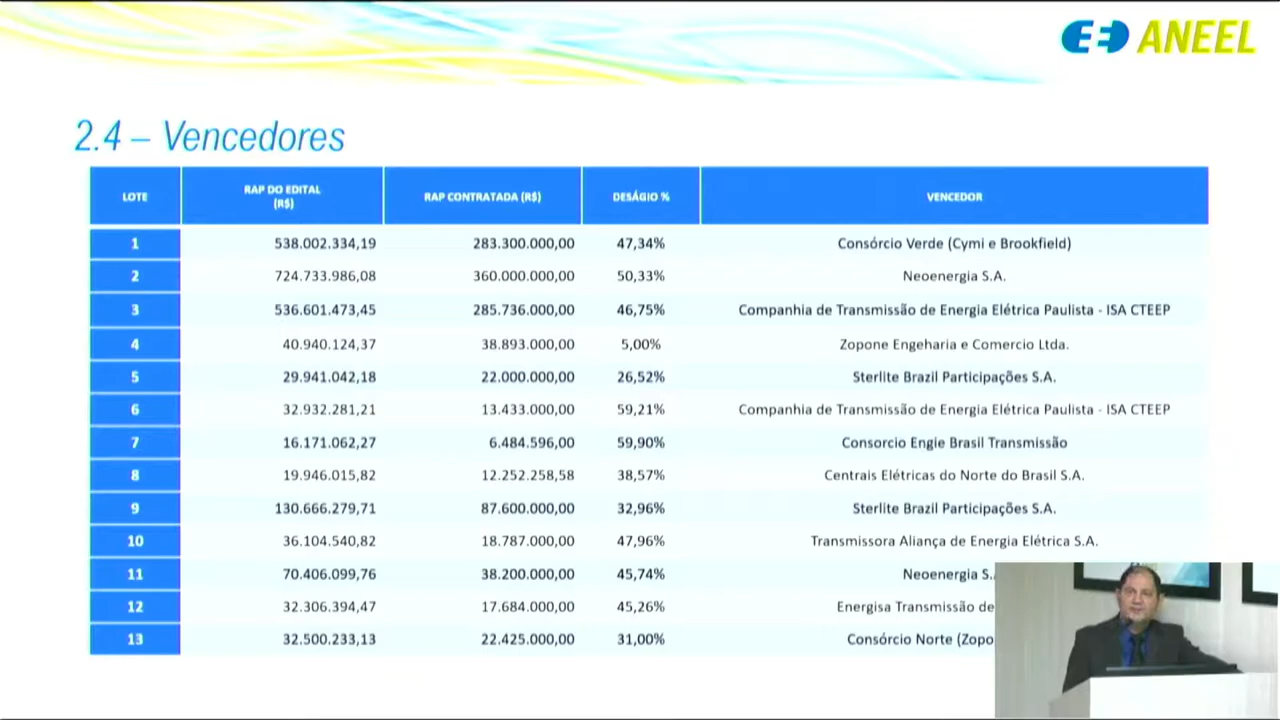 ANEEL
2.4 – Vencedores
LOTE RAP DO EDITAL (R$) RAP CONTRATADA (R$) DESÁGIO % VENCEDOR
1 538.002.334,19 283.300.000,00 47,34% Consórcio Verde (Cymi e Brookfield)
2 724.733.986,08 360.000.000,00 50,33% Neoenergia S.A.
3 536.601.473,45 285.736.000,00 46,75% Companhia de Transmissão de Energia Elétrica Paulista - ISA CTEEP
4 40.940.124,37 38.893.000,00 5,00% Zopone Engeharia e Comercio Ltda.
5 29.941.042,18 22.000.000,00 26,52% Sterlite Brazil Participações S.A.
6 32.932.281,21 13.433.000,00 59,21% Companhia de Transmissão de Energia Elétrica Paulista - ISA CTEEP
7 16.171.062,27 6.484.596,00 59,90% Consorcio Engie Brasil Transmissão
8 19.946.015,82 12.252.258,58 38,57% Centrais Elétricas do Norte do Brasil S.A.
9 130.666.279,71 87.600.000,00 32,96% Sterlite Brazil Participações S.A.
10 36.104.540,82 18.787.000,00 47,96% Transmissora Aliança de Energia Elétrica S.A.
11 70.406.099,76 38.200.000,00 45,74% Neoenergia S.
12 32.306.394,47 17.684.000,00 45,26% Energisa Transmissão de
13 32.500.233,13 22.425.000,00 31,00% Consórcio Norte (Zopo